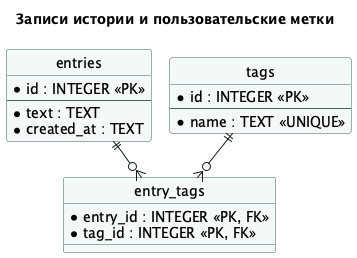 Записи истории и пользовательские метки
entries
• id : INTEGER «PK»
• text : TEXT
• created_at : TEXT
tags
• id : INTEGER «PK»
• name : TEXT «UNIQUE»
entry_tags
• entry_id : INTEGER «PK, FK»
• tag_id : INTEGER «PK, FK»